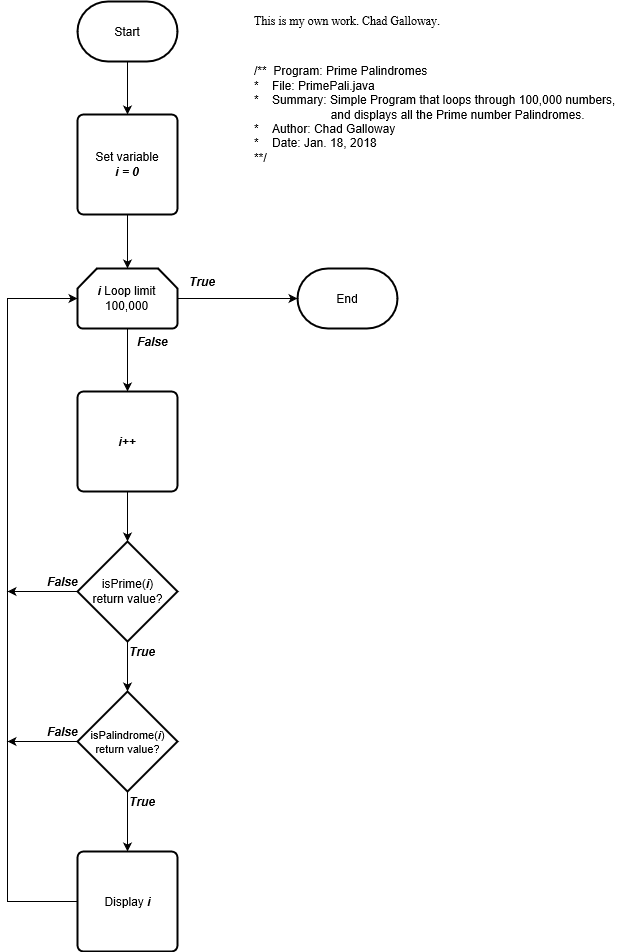 Start
This is my own work. Chad Galloway.
/** Program: Prime Palindromes
* File: PrimePali.java
* Summary: Simple Program that loops through 100,000 numbers,
and displays all the Prime number Palindromes.
* Author: Chad Galloway
* Date: Jan. 18, 2018
**/
Set variable
i = 0
i Loop limit
100,000
True
End
False
i++
isPrime(i)
return value?
False
True
isPalindrome(i)
return value?
False
True
Display i